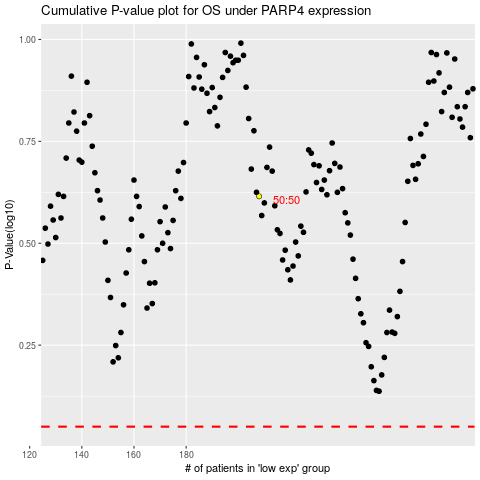 Cumulative P-value plot for OS under PARP4 expression
P-Value(log10)
1.00
0.75
0.50
0.25
50:50
120 140 160 180
# of patients in 'low exp' group